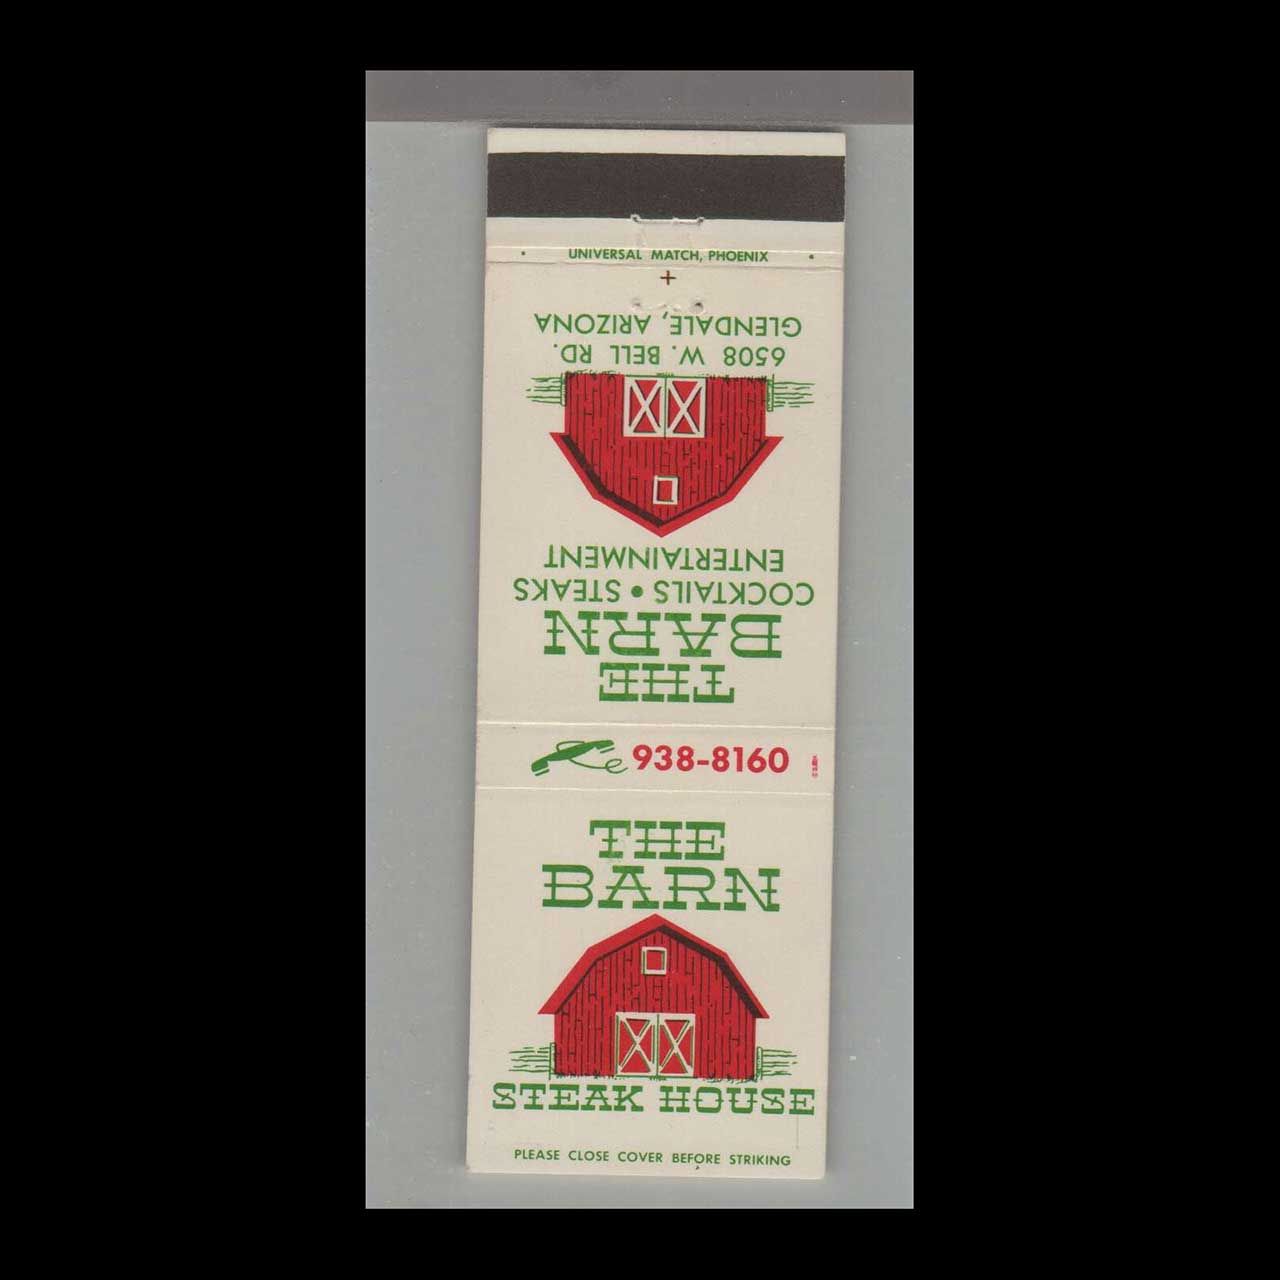 UNIVERSAL MATCH, PHOENIX
THE
BARN
COCKTAILS • STEAKS
ENTERTAINMENT
6508 W. BELL RD.
GLENDALE, ARIZONA
938-8160
THE
BARN
STEAK HOUSE
PLEASE CLOSE COVER BEFORE STRIKING